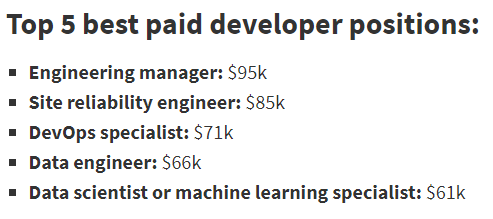 Top 5 best paid developer positions:
Engineering manager: $95k
Site reliability engineer: $85k
DevOps specialist: $71k
Data engineer: $66k
Data scientist or machine learning specialist: $61k